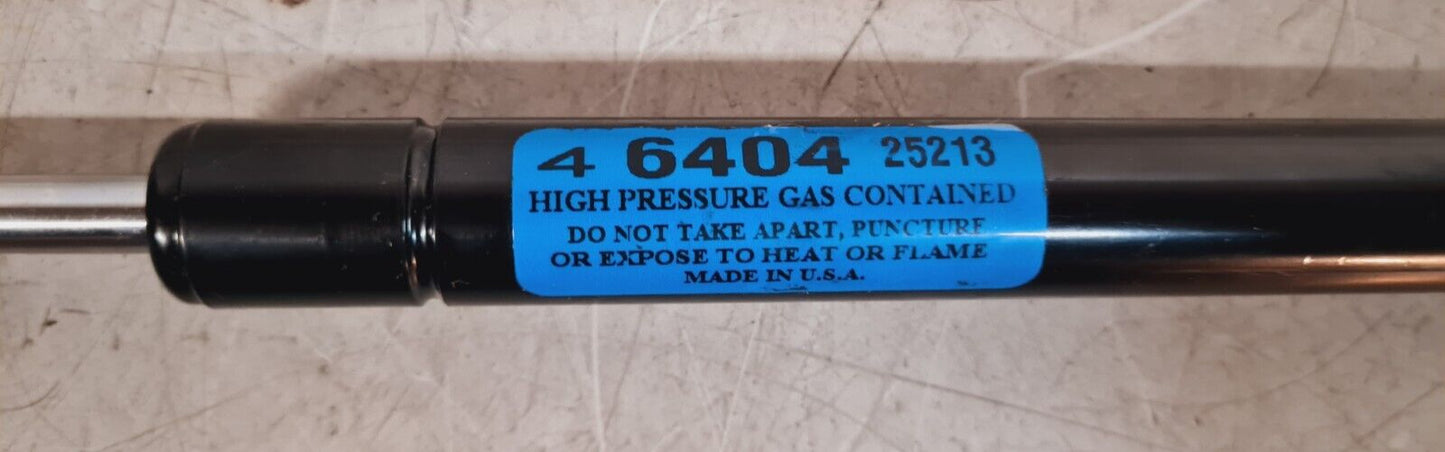 4 6404 25213
HIGH PRESSURE GAS CONTAINED
DO NOT TAKE APART, PUNCTURE
OR EXPOSE TO HEAT OR FLAME
MADE IN U.S.A.